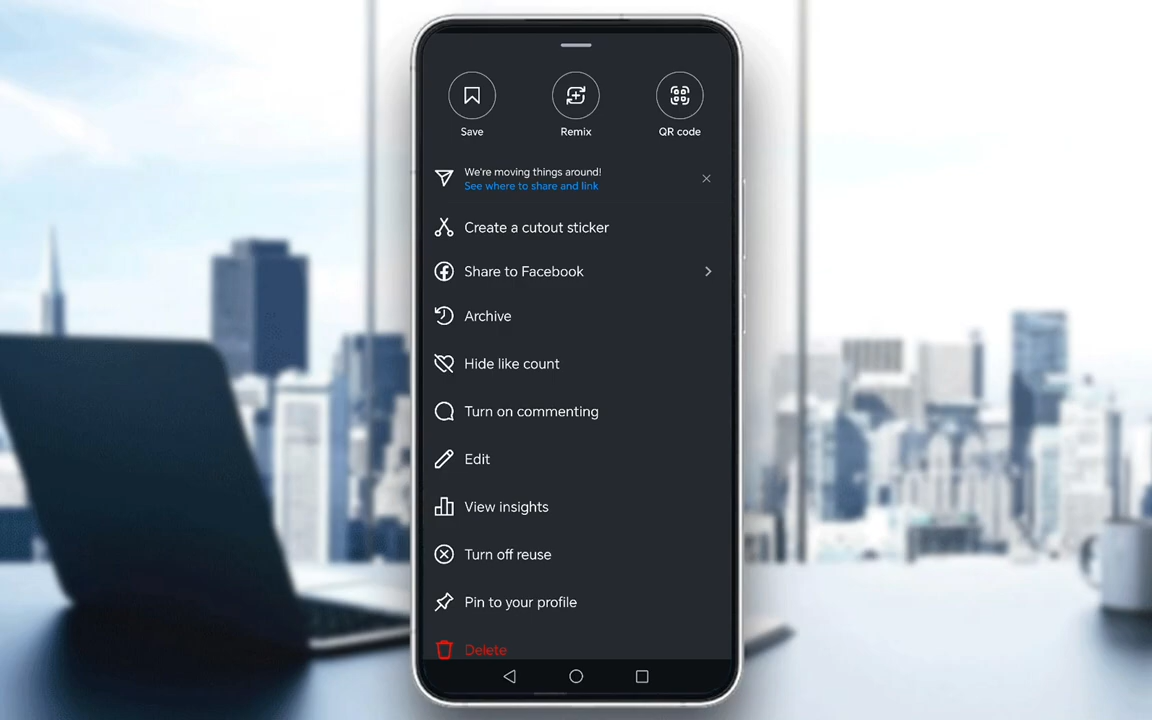 Save
Remix
QR code
We're moving things around!
See where to share and link
Create a cutout sticker
Share to Facebook
Archive
Hide like count
Turn on commenting
Edit
View insights
Turn off reuse
Pin to your profile
Delete